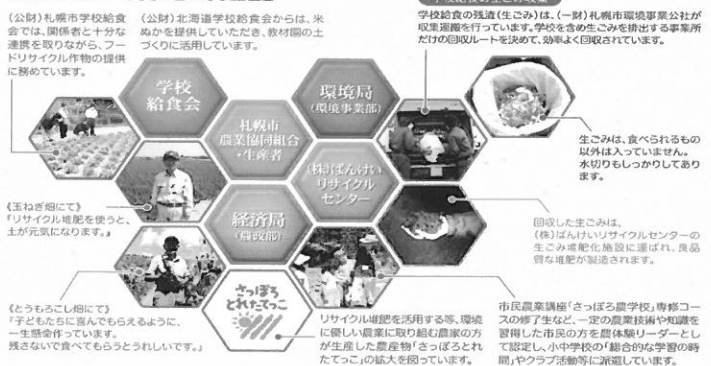 (公財)札幌市学校給食
会では、関係者と十分な
連携を取りながら、フー
ドリサイクル作物の提供
に務めています。
(公財)北海道学校給食会からは、米
ぬかを提供していただき、教材園の土
づくりに活用しています。
学校給食の残渣(生ごみ)は、(一財)札幌市環境事業公社が
収集運搬を行っています。学校を含め生ごみを排出する事業所
だけの回収ルートを決めて、効率よく回収されています。
学校
給食会
環境局
(環境事業部)
札幌市
農業協同組合
・生産者
(株)ばんけい
リサイクル
センター
経済局
(農政部)
生ごみは、食べられるもの
以外は入っていません。
水切りもしっかりしてあり
ます。
《玉ねぎ畑にて》
『リサイクル堆肥を使うと、
土が元気になります。』
回収した生ごみは、
(株)ばんけいリサイクルセンターの
生ごみ堆肥化施設に運ばれ、良品
質な堆肥が製造されます。
《とうもろこし畑にて》
『子どもたちに喜んでもらえるように、
一生懸命作っています。
残さないで食べてもらうとうれしいです。』
さっぽろ
とれたてっこ
リサイクル堆肥を活用する等、環境
に優しい農業に取り組む農家の方
が生産した農産物「さっぽろとれ
たてっこ」の拡大を図っています。
市民農業講座「さっぽろ農学校」専修コー
スの修了生など、一定の農業技術や知識を
習得した市民の方を農体験リーダーとし
て認定し、小中学校の「総合的な学習の時
間」やクラブ活動等に派遣しています。